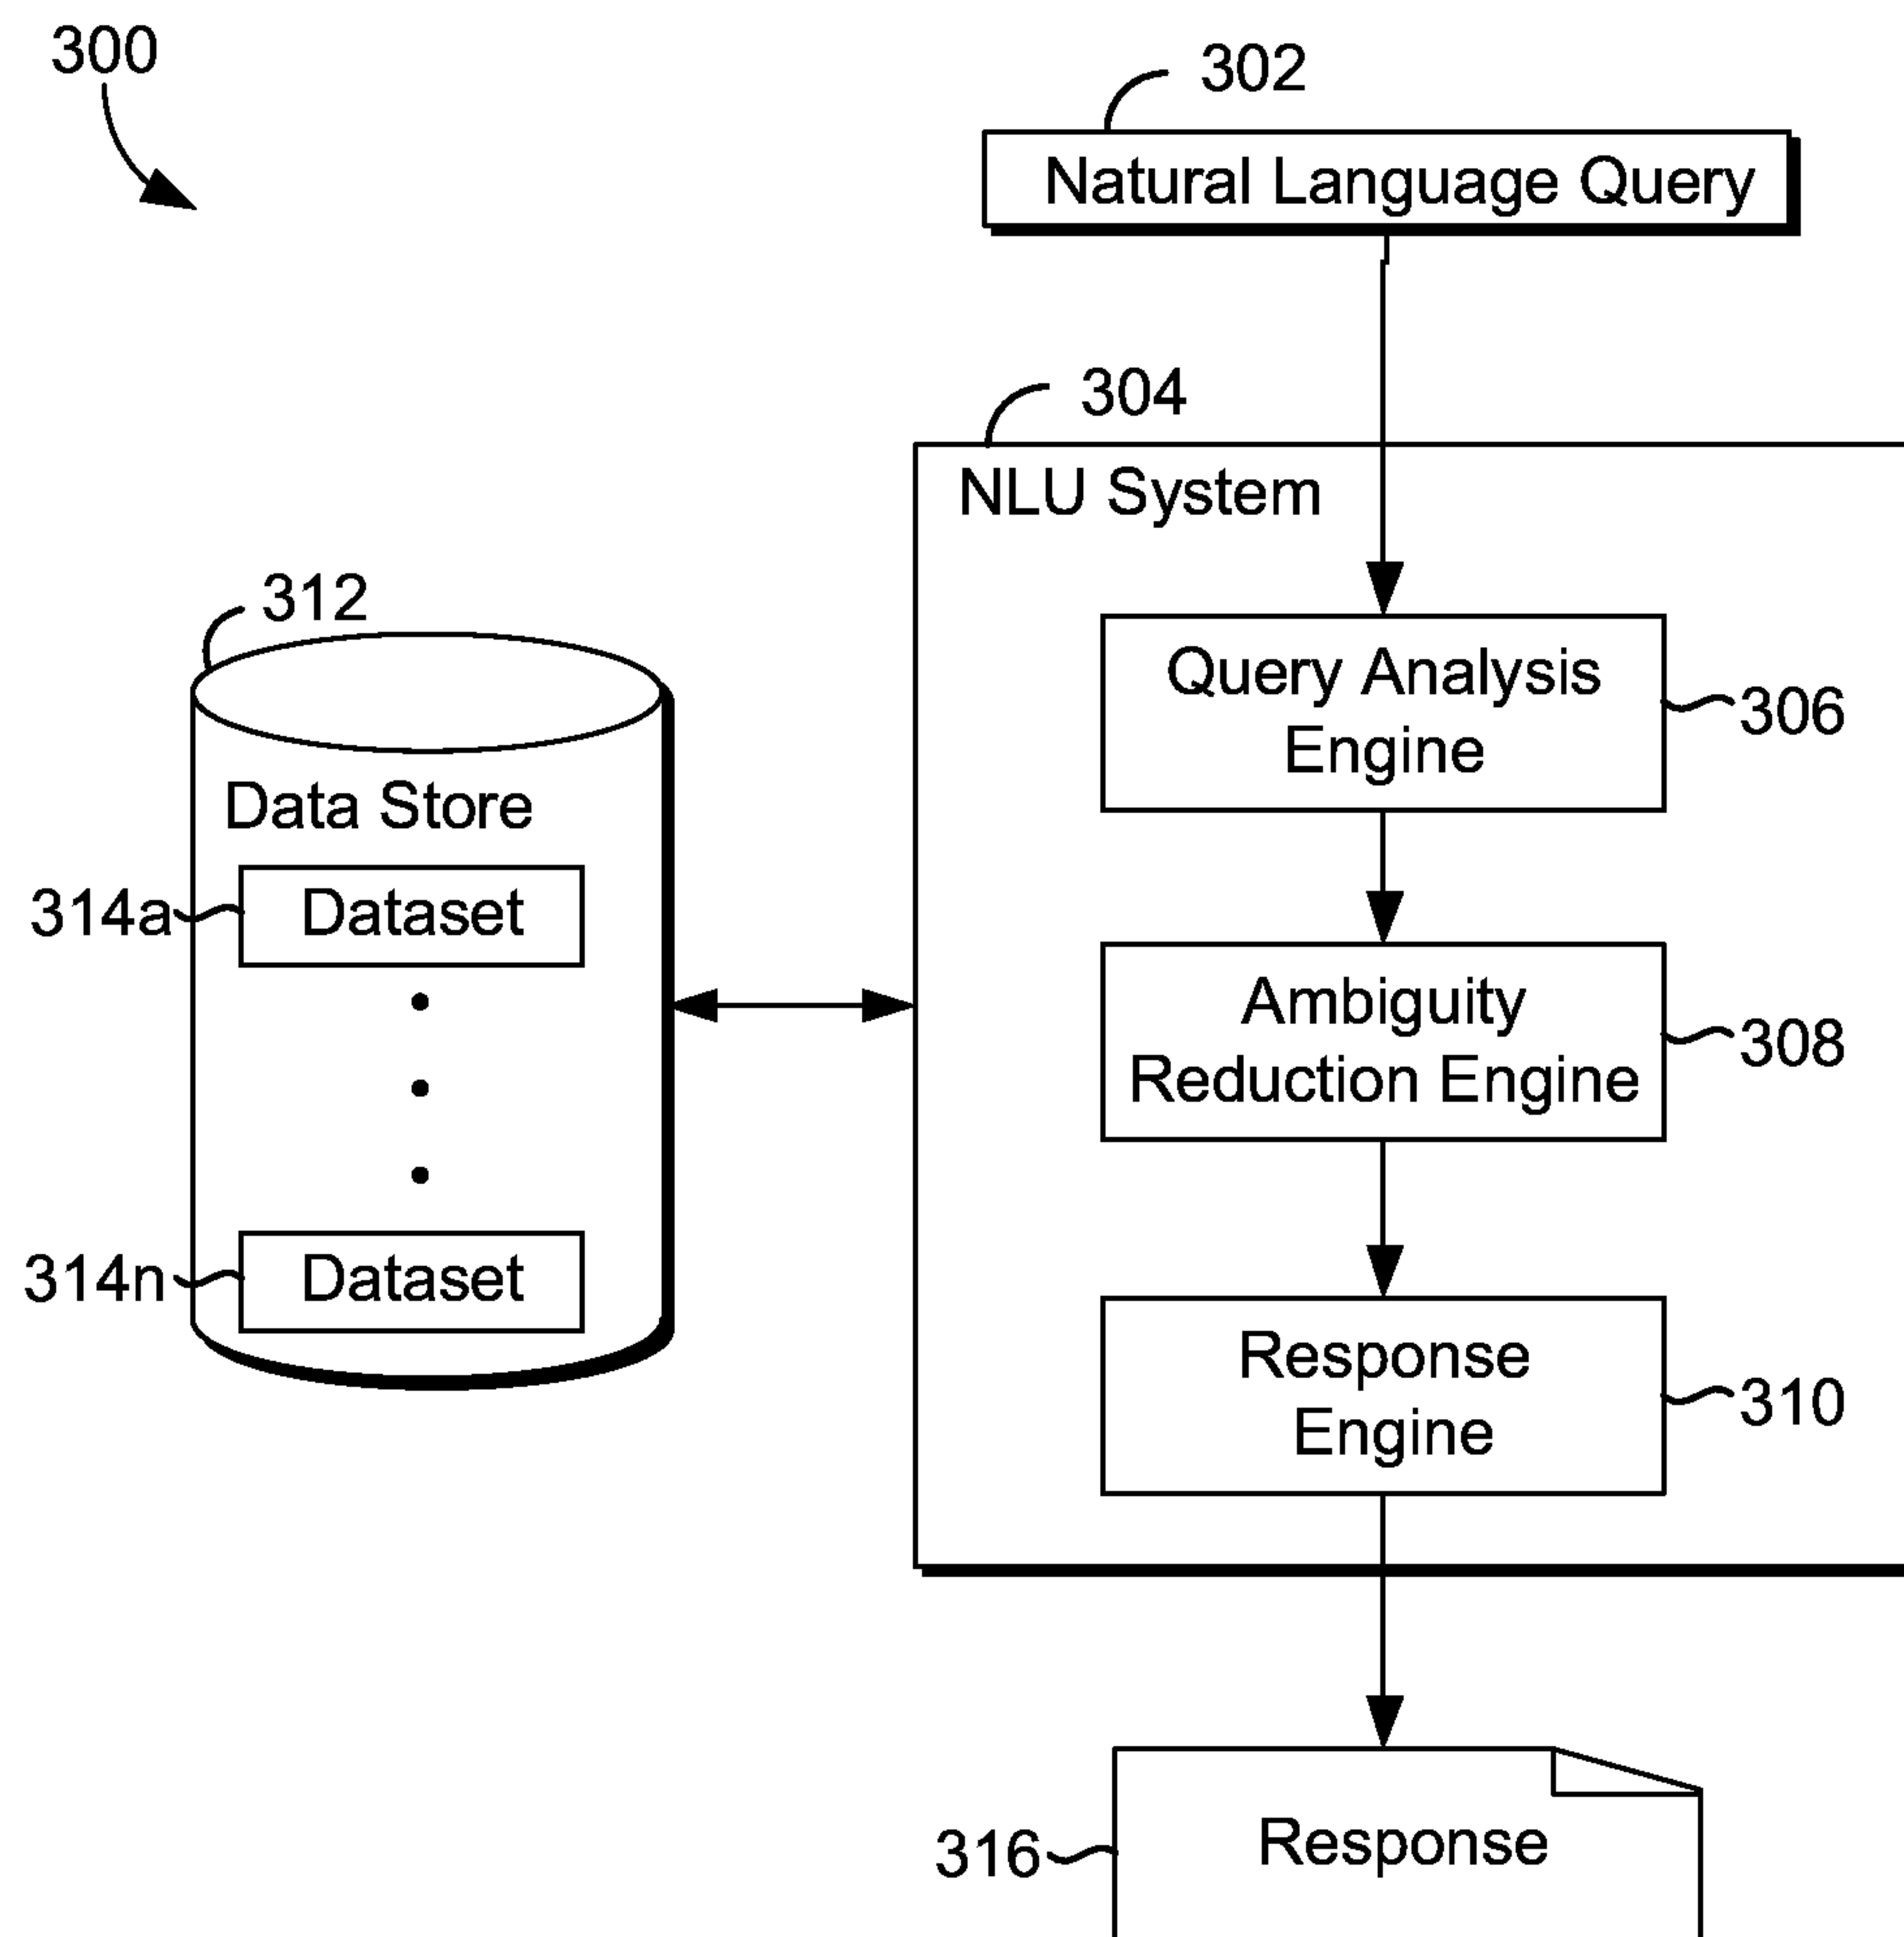 300
302
Natural Language Query
304
NLU System
312
Query Analysis
Engine
306
Data Store
314a
Dataset
Ambiguity
Reduction Engine
308
314n
Dataset
Response
Engine
310
316
Response